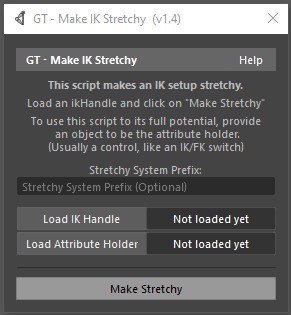 GT - Make IK Stretchy  (v1.4)
GT - Make IK Stretchy Help
This script makes an IK setup stretchy.
Load an ikHandle and click on "Make Stretchy"
To use this script to its full potential, provide
an object to be the attribute holder.
(Usually a control, like an IK/FK switch)
Stretchy System Prefix:
Stretchy System Prefix (Optional)
Load IK Handle Not loaded yet
Load Attribute Holder Not loaded yet
Make Stretchy